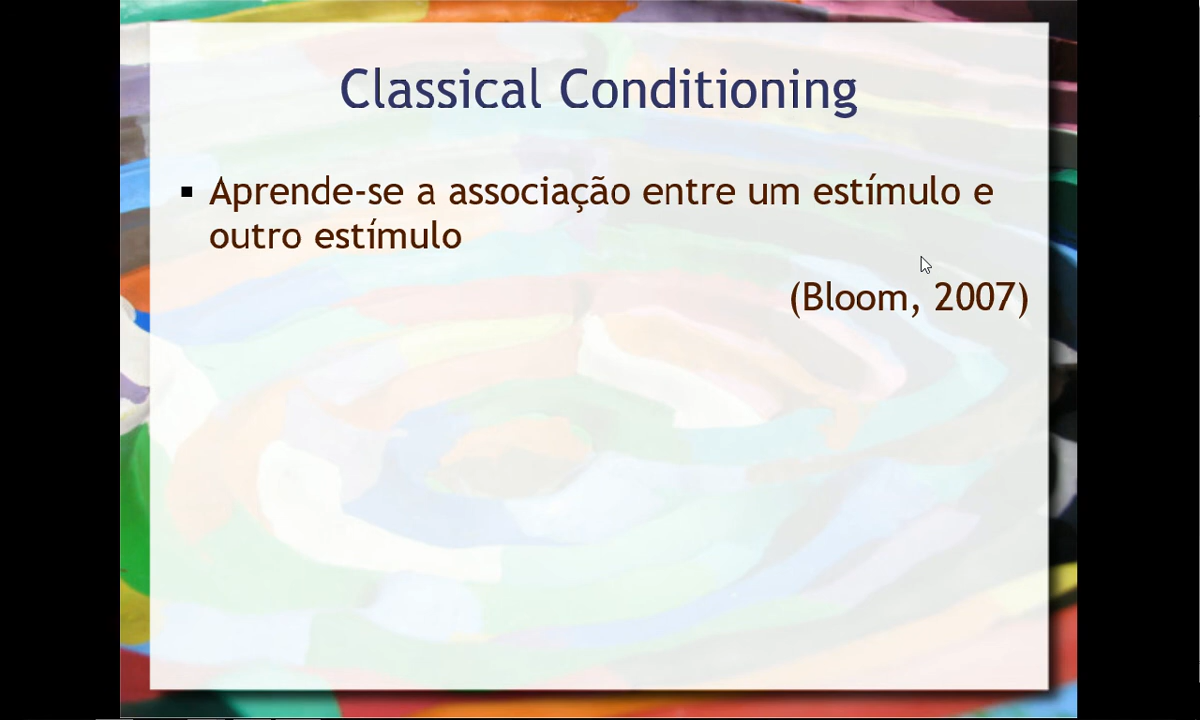 Classical Conditioning
▪ Aprende-se a associação entre um estímulo e
outro estímulo
(Bloom, 2007)